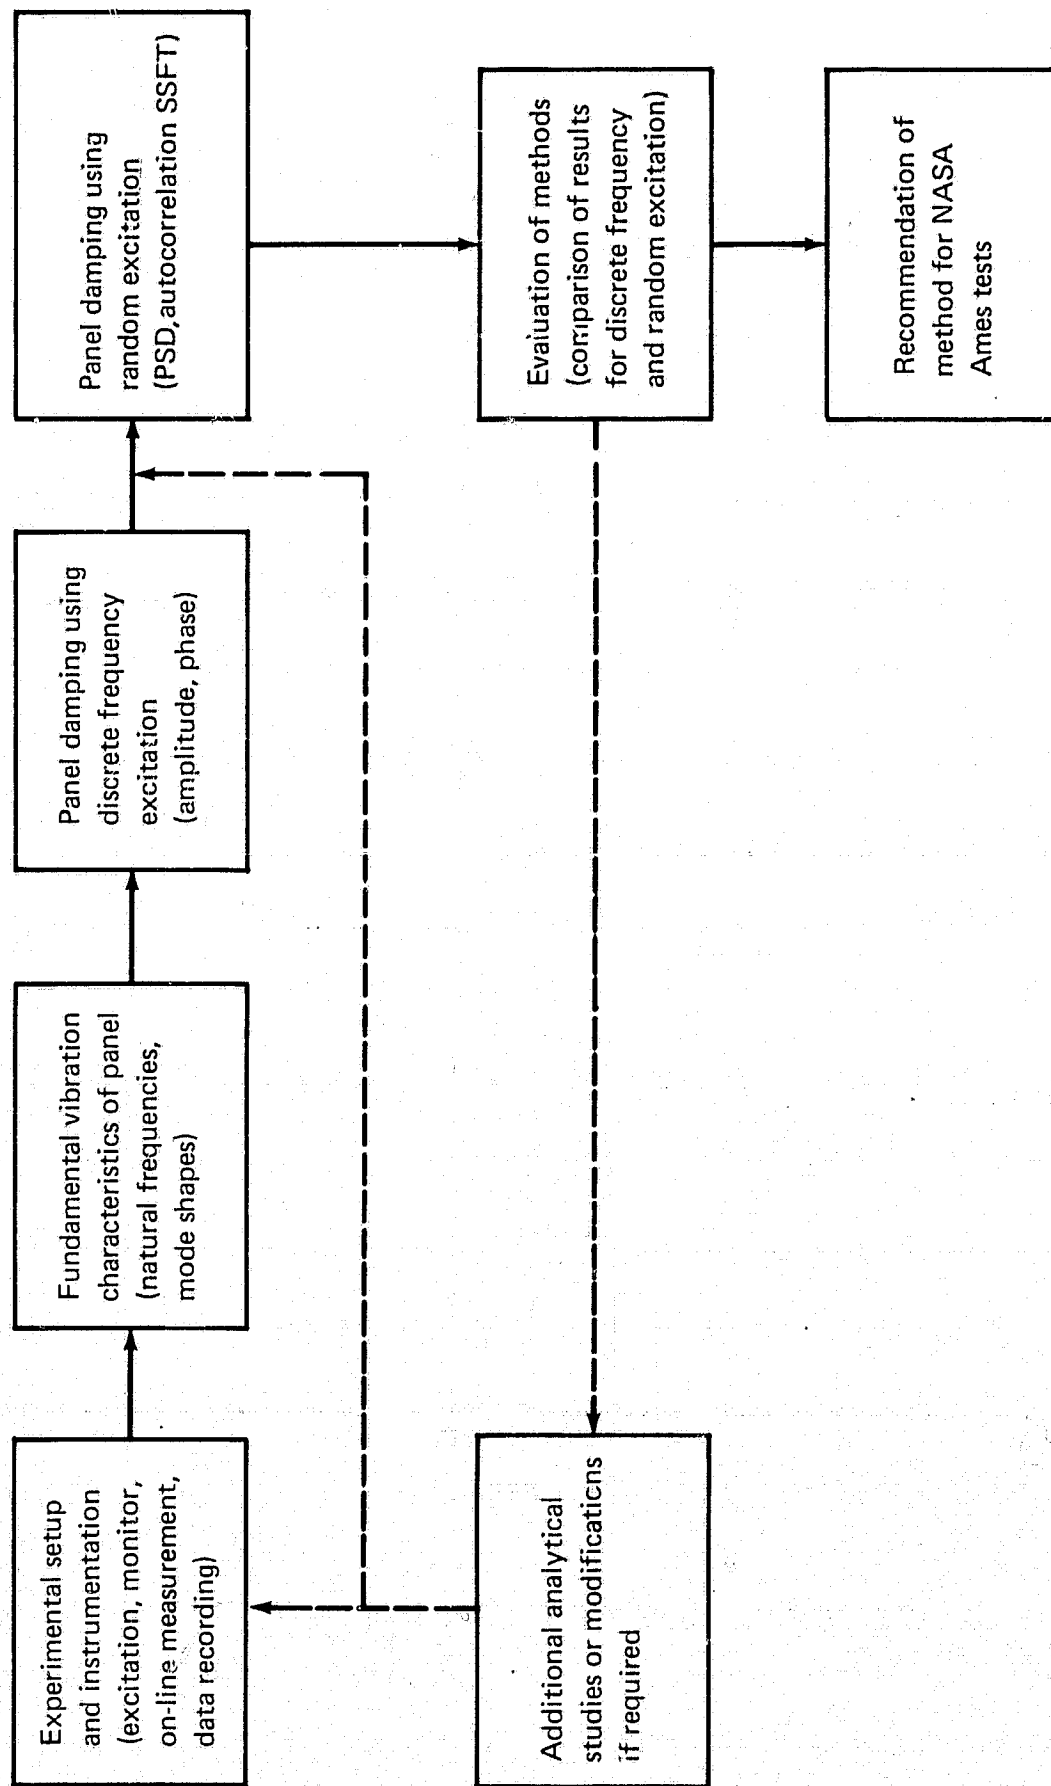 Experimental setup
and instrumentation
(excitation, monitor,
on-line measurement,
data recording)
Fundamental vibration
characteristics of panel
(natural frequencies,
mode shapes)
Panel damping using
discrete frequency
excitation
(amplitude, phase)
Panel damping using
random excitation
(PSD,autocorrelation SSFT)
Additional analytical
studies or modifications
if required
Evaluation of methods
(comparison of results
for discrete frequency
and random excitation)
Recommendation of
method for NASA
Ames tests